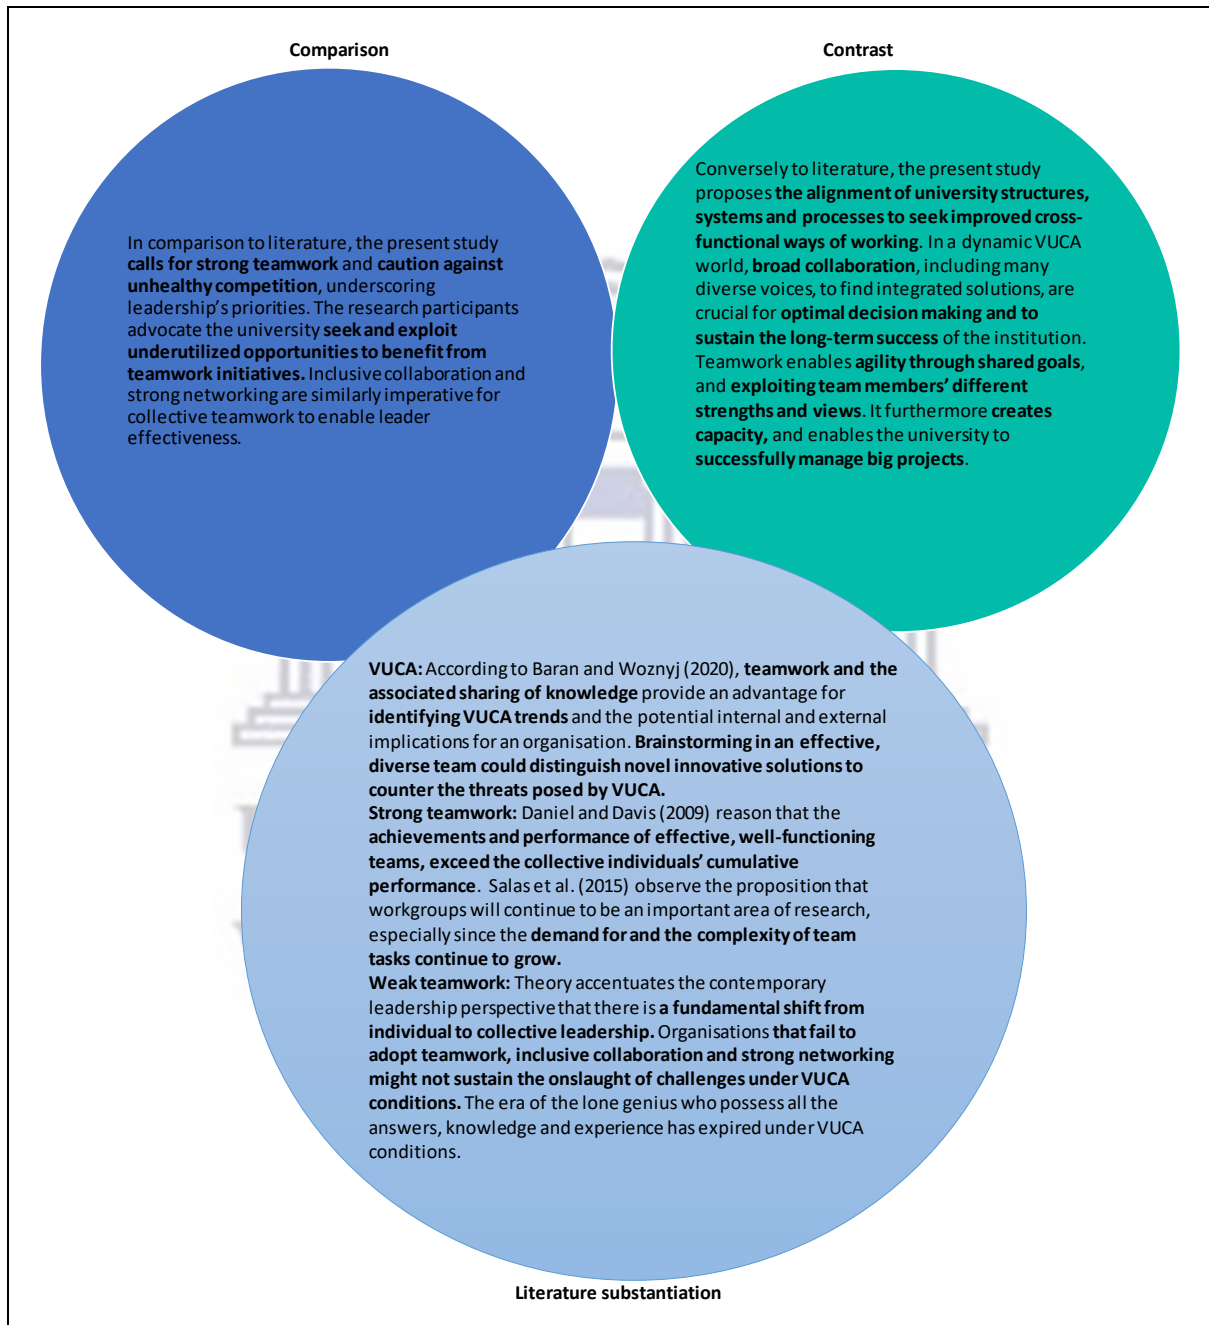 Comparison
In comparison to literature, the present study
calls for strong teamwork and caution against
unhealthy competition, underscoring
leadership's priorities. The research participants
advocate the university seek and exploit
underutilized opportunities to benefit from
teamwork initiatives. Inclusive collaboration and
strong networking are similarly imperative for
collective teamwork to enable leader
effectiveness.
Contrast
Conversely to literature, the present study
proposes the alignment of university structures,
systems and processes to seek improved cross-
functional ways of working. In a dynamic VUCA
world, broad collaboration, including many
diverse voices, to find integrated solutions, are
crucial for optimal decision making and to
sustain the long-term success of the institution.
Teamwork enables agility through shared goals,
and exploiting team members' different
strengths and views. It furthermore creates
capacity, and enables the university to
successfully manage big projects.
VUCA: According to Baran and Woznyj (2020), teamwork and the
associated sharing of knowledge provide an advantage for
identifying VUCA trends and the potential internal and external
implications for an organisation. Brainstorming in an effective,
diverse team could distinguish novel innovative solutions to
counter the threats posed by VUCA.
Strong teamwork: Daniel and Davis (2009) reason that the
achievements and performance of effective, well-functioning
teams, exceed the collective individuals' cumulative
performance. Salas et al. (2015) observe the proposition that
workgroups will continue to be an important area of research,
especially since the demand for and the complexity of team
tasks continue to grow.
Weak teamwork: Theory accentuates the contemporary
leadership perspective that there is a fundamental shift from
individual to collective leadership. Organisations that fail to
adopt teamwork, inclusive collaboration and strong networking
might not sustain the onslaught of challenges under VUCA
conditions. The era of the lone genius who possess all the
answers, knowledge and experience has expired under VUCA
conditions.
Literature substantiation